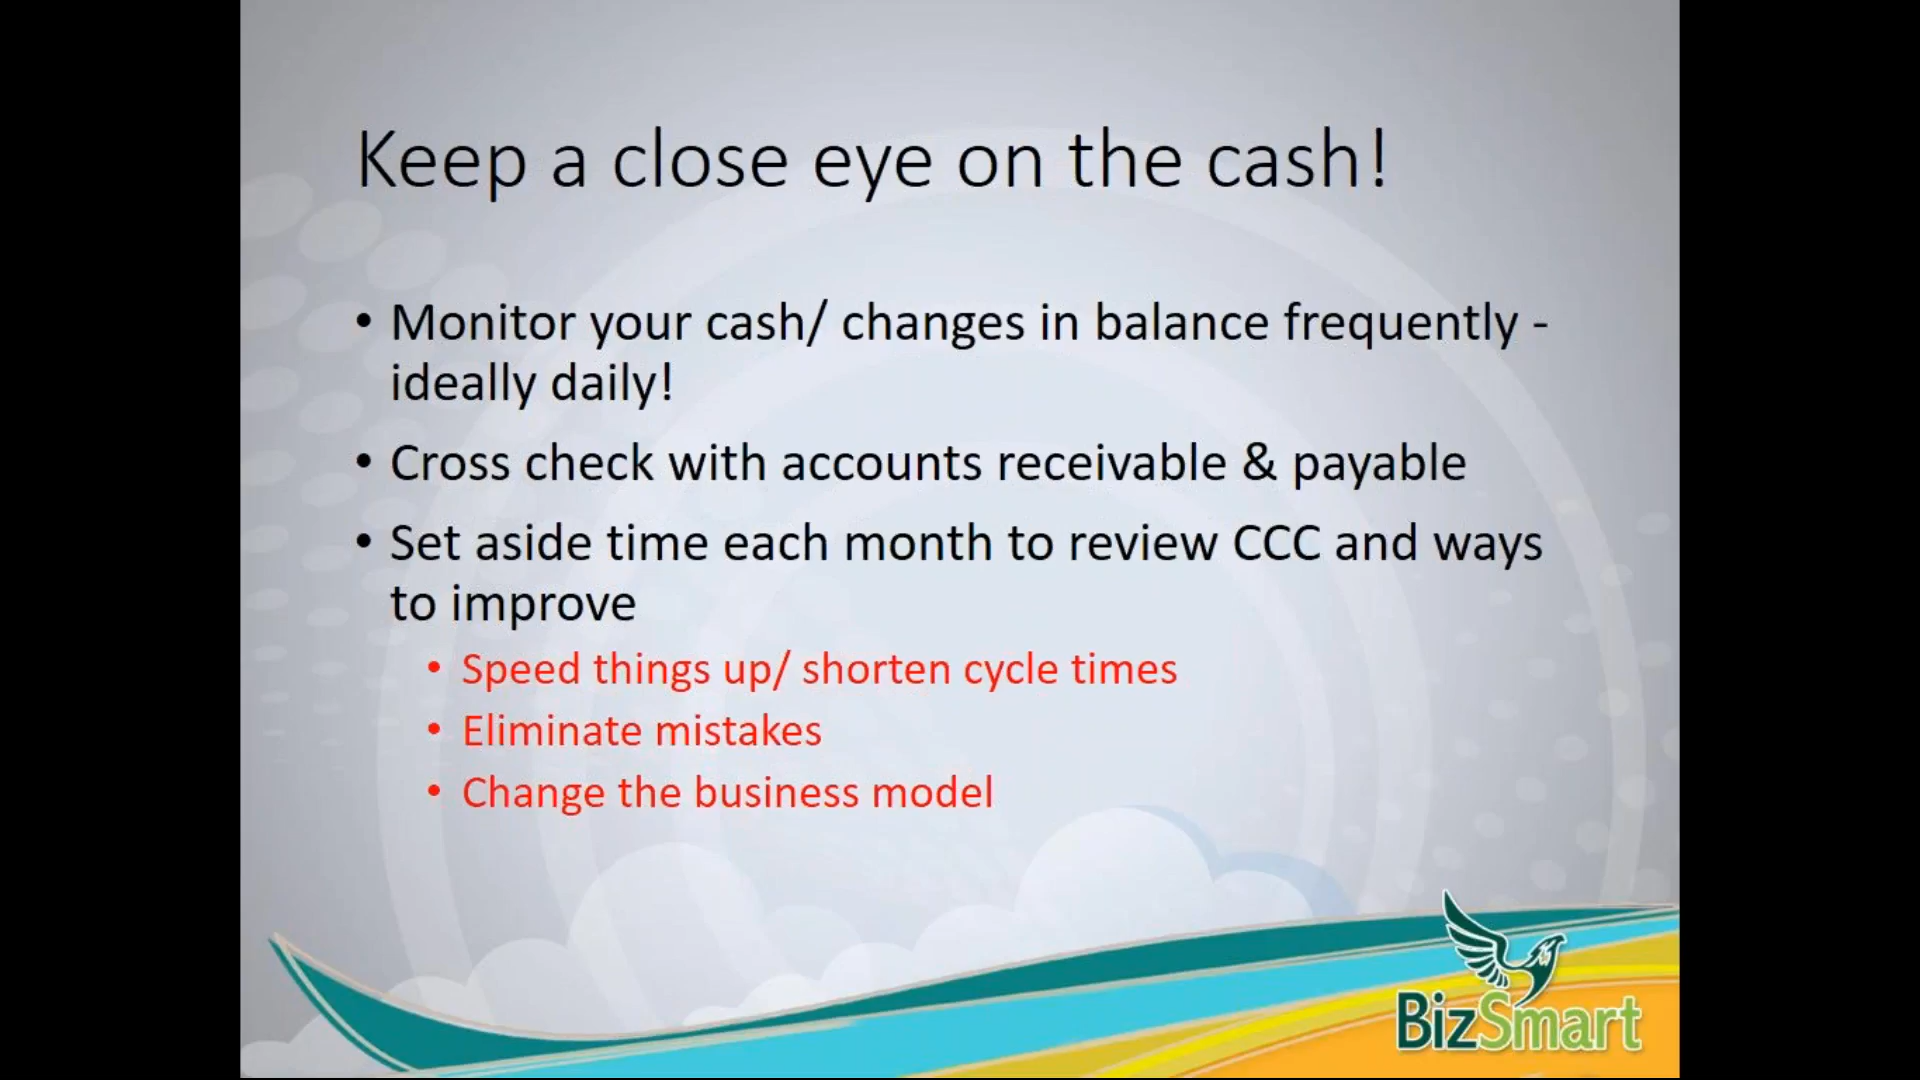 Keep a close eye on the cash!
• Monitor your cash/ changes in balance frequently -
ideally daily!
• Cross check with accounts receivable & payable
• Set aside time each month to review CCC and ways
to improve
• Speed things up/ shorten cycle times
• Eliminate mistakes
• Change the business model
BizSmart